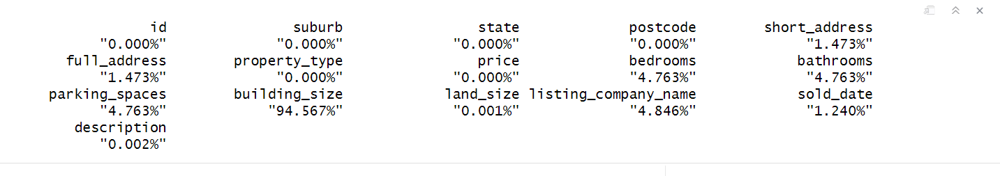 id suburb state postcode short_address
"0.000%" "0.000%" "0.000%" "0.000%" "1.473%"
full_address property_type price bedrooms bathrooms
"1.473%" "0.000%" "0.000%" "4.763%" "4.763%"
parking_spaces building_size land_size listing_company_name sold_date
"4.763%" "94.567%" "0.001%" "4.846%" "1.240%"
description
"0.002%"